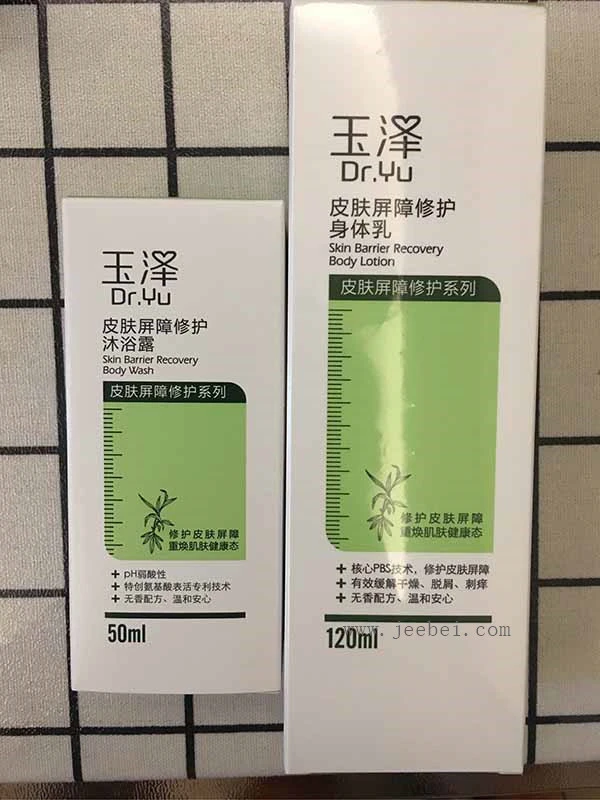 玉泽
Dr.Yu
皮肤屏障修护
沐浴露
Skin Barrier Recovery
Body Wash
皮肤屏障修护系列
修护皮肤屏障
重焕肌肤健康态
+ pH弱酸性
+ 特创氨基酸表活专利技术
+ 无香配方、温和安心
50ml
玉泽
Dr.Yu
皮肤屏障修护
身体乳
Skin Barrier Recovery
Body Lotion
皮肤屏障修护系列
修护皮肤屏障
重焕肌肤健康态
+ 核心PBS技术，修护皮肤屏障
+ 有效缓解干燥、脱屑、刺痒
+ 无香配方、温和安心
120ml
www.jeebei.com